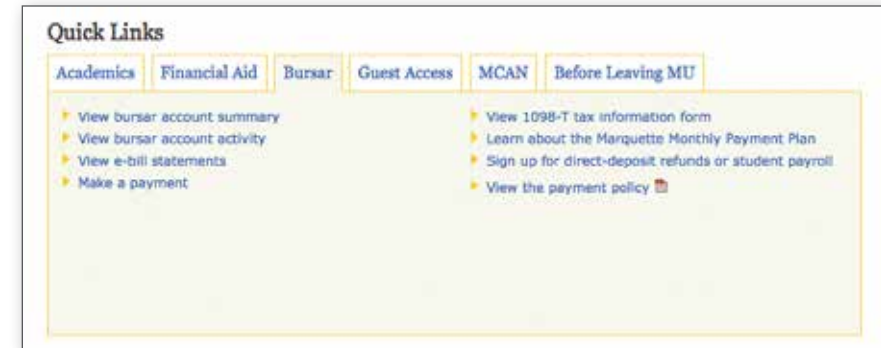 Quick Links
Academics Financial Aid Bursar Guest Access MCAN Before Leaving MU
View bursar account summary
View bursar account activity
View e-bill statements
Make a payment
View 1098-T tax information form
Learn about the Marquette Monthly Payment Plan
Sign up for direct-deposit refunds or student payroll
View the payment policy